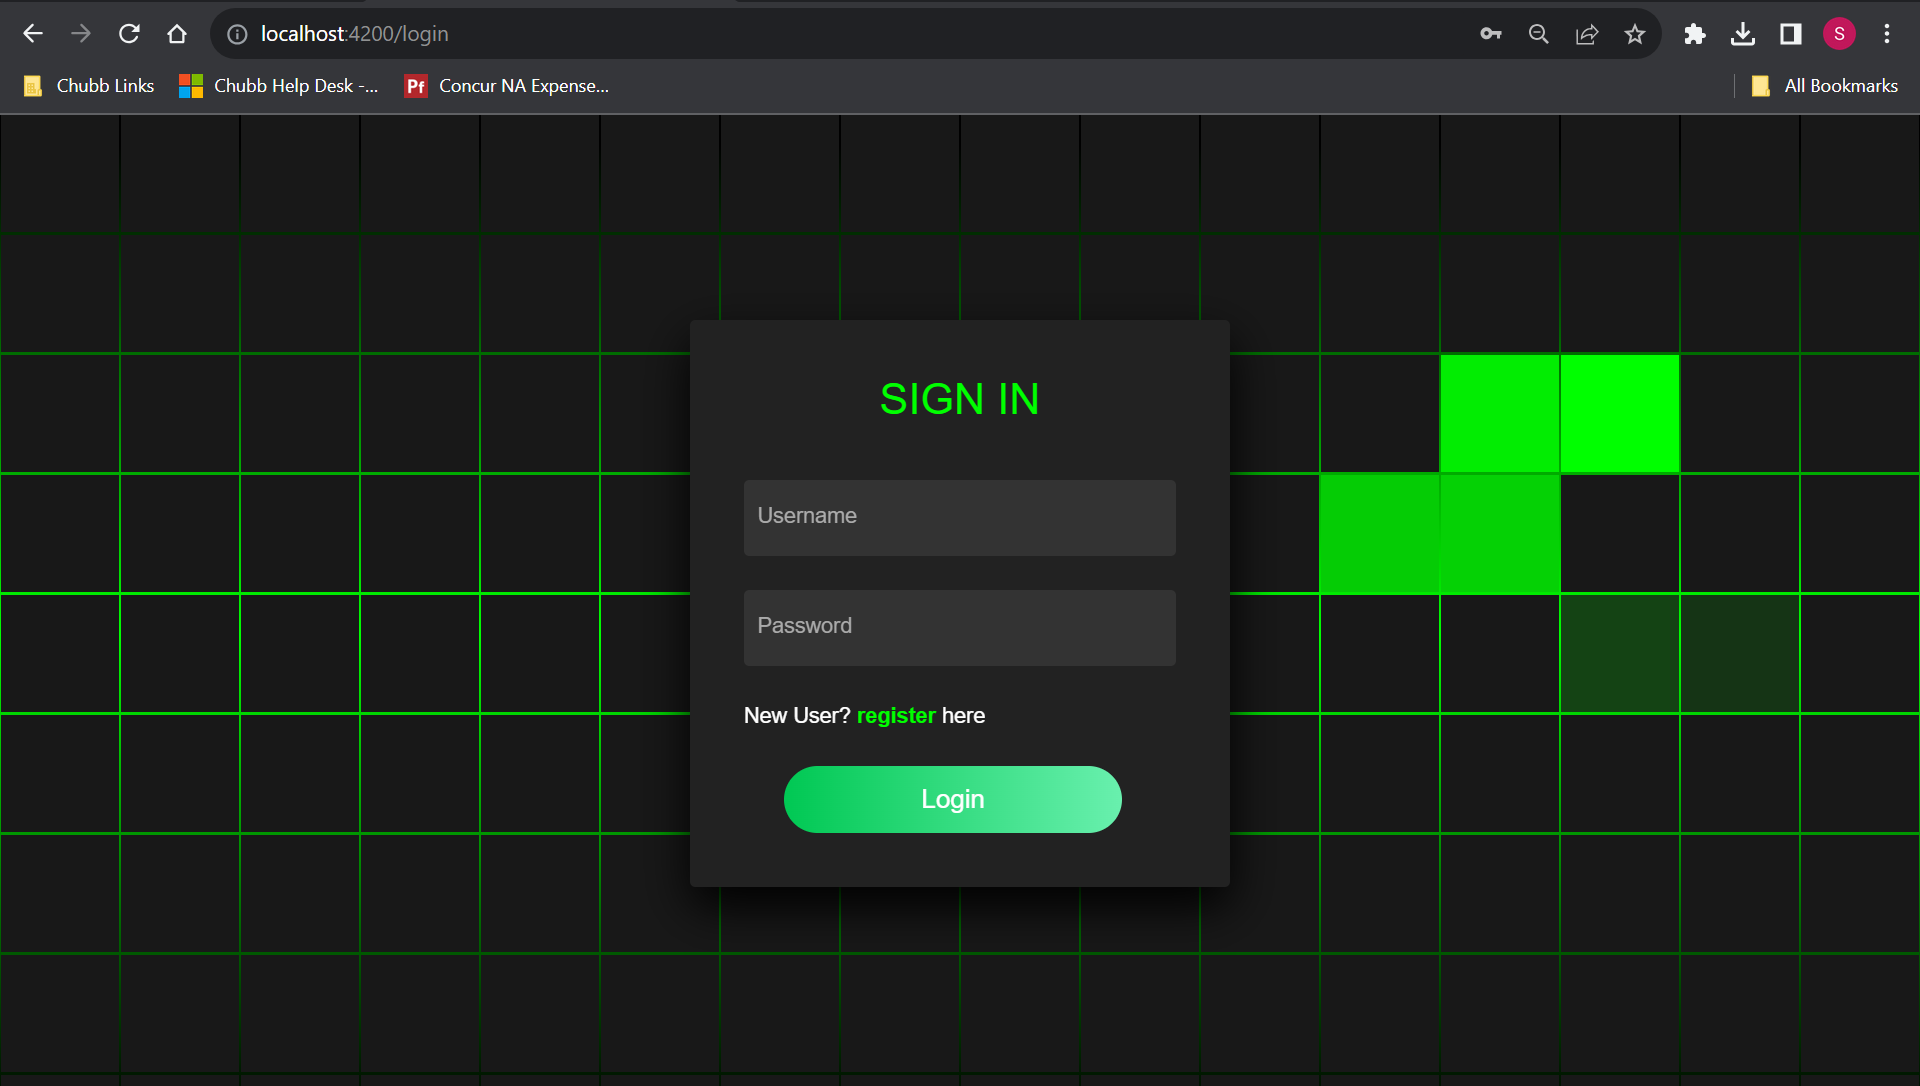 localhost:4200/login
S
Chubb Links
Chubb Help Desk -...
Pf
Concur NA Expense...
All Bookmarks
SIGN IN
Username
Password
New User? register here
Login